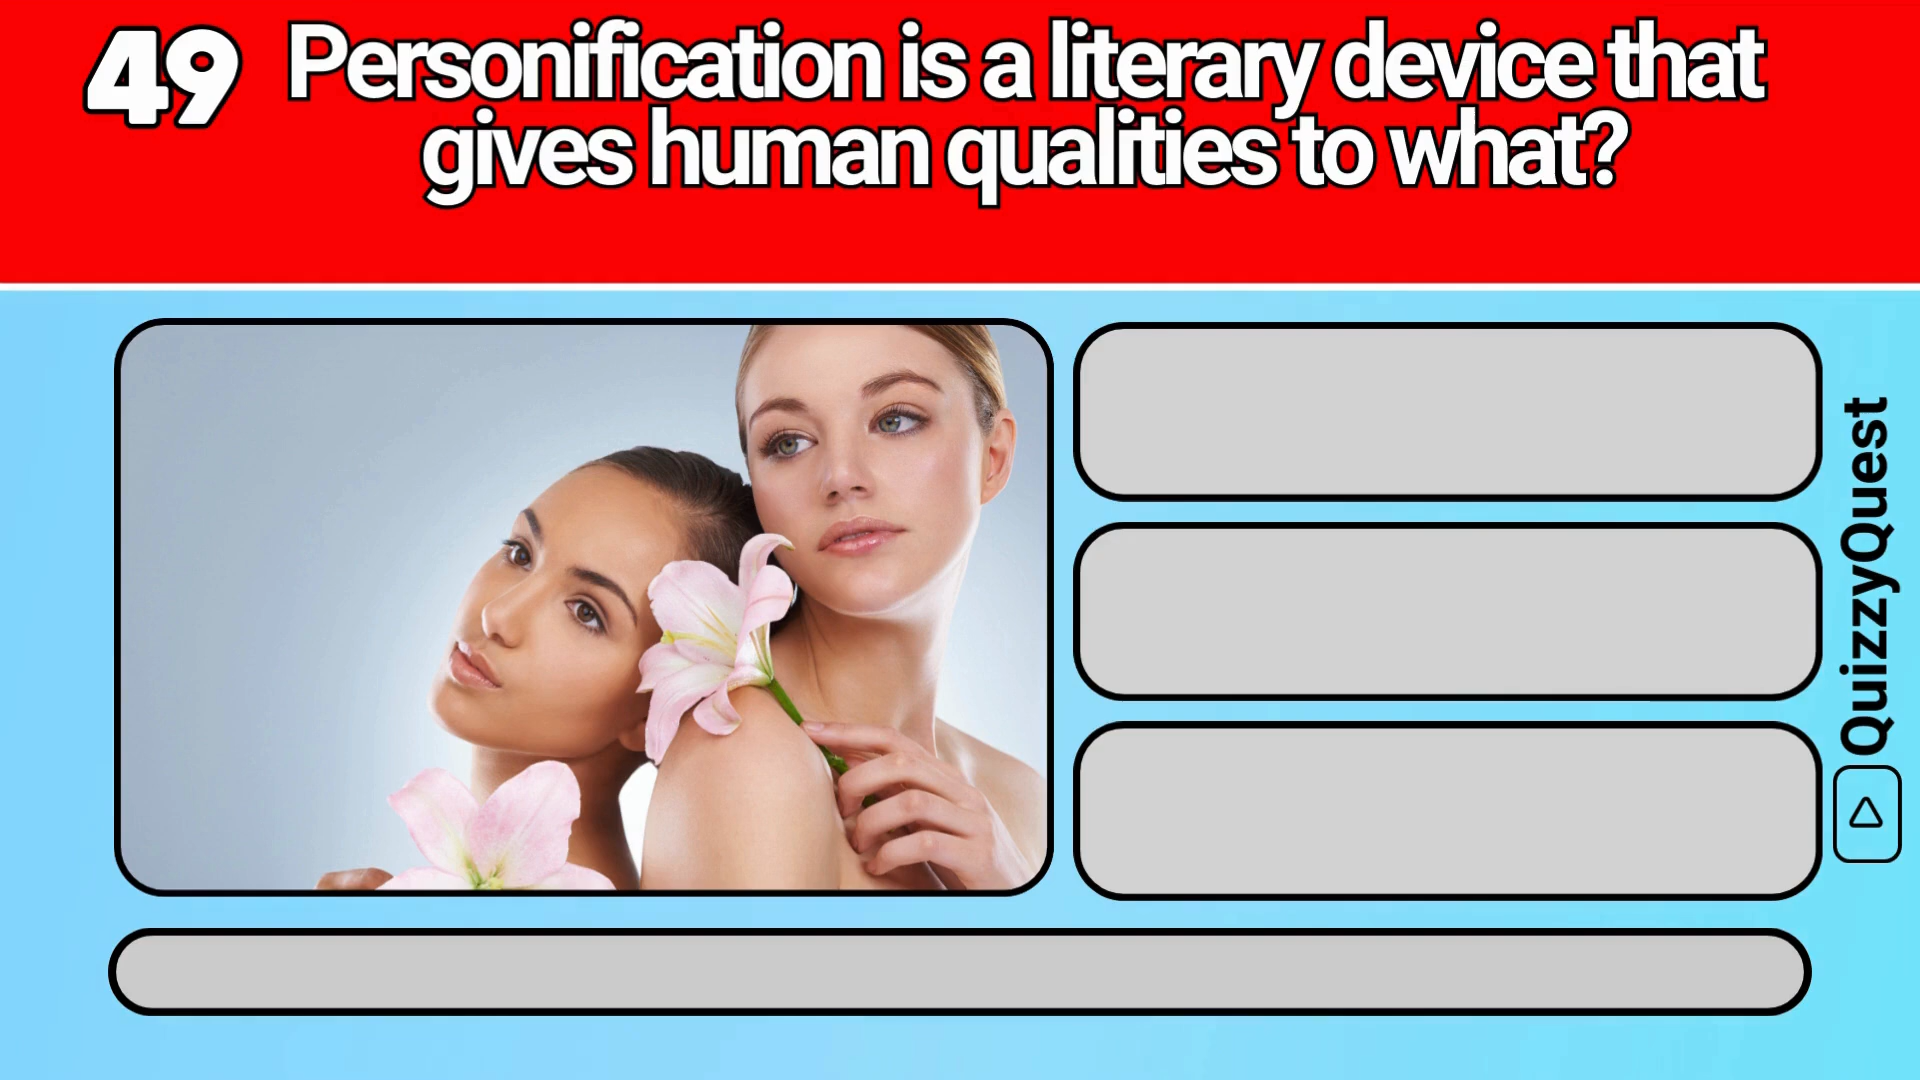 49
Personification is a literary device that
gives human qualities to what?
QuizzyQuest